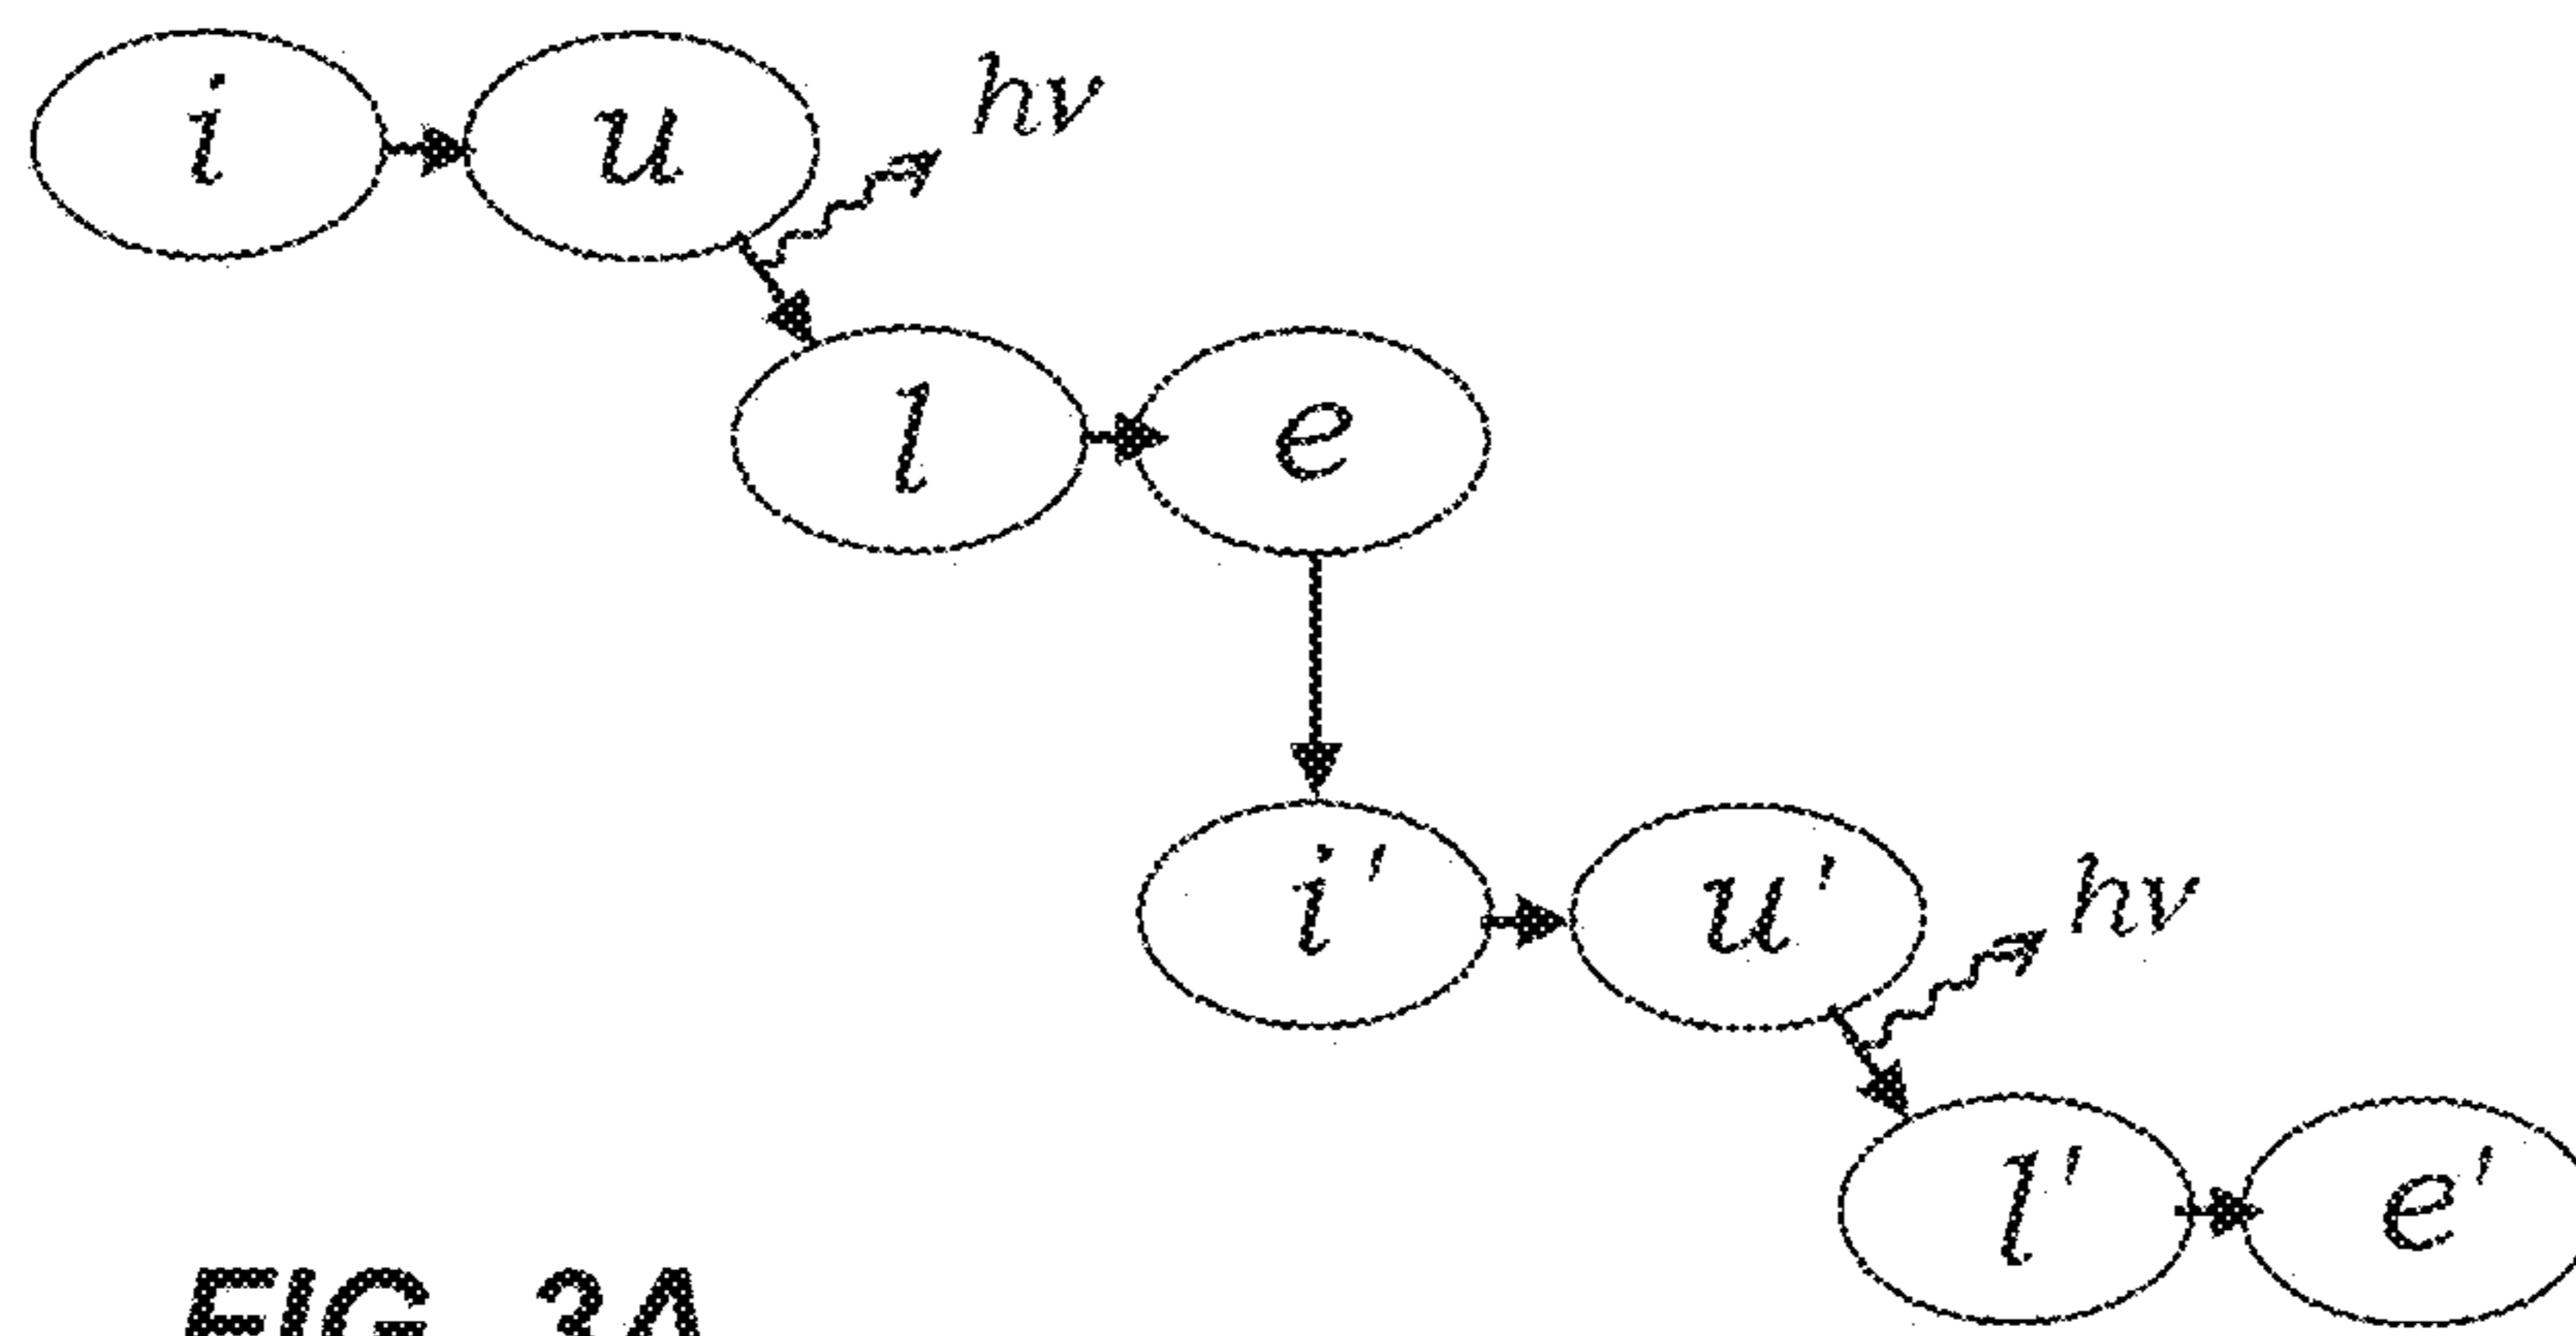 i u hν
l e
i' u' hν
l' e'
FIG. 3A